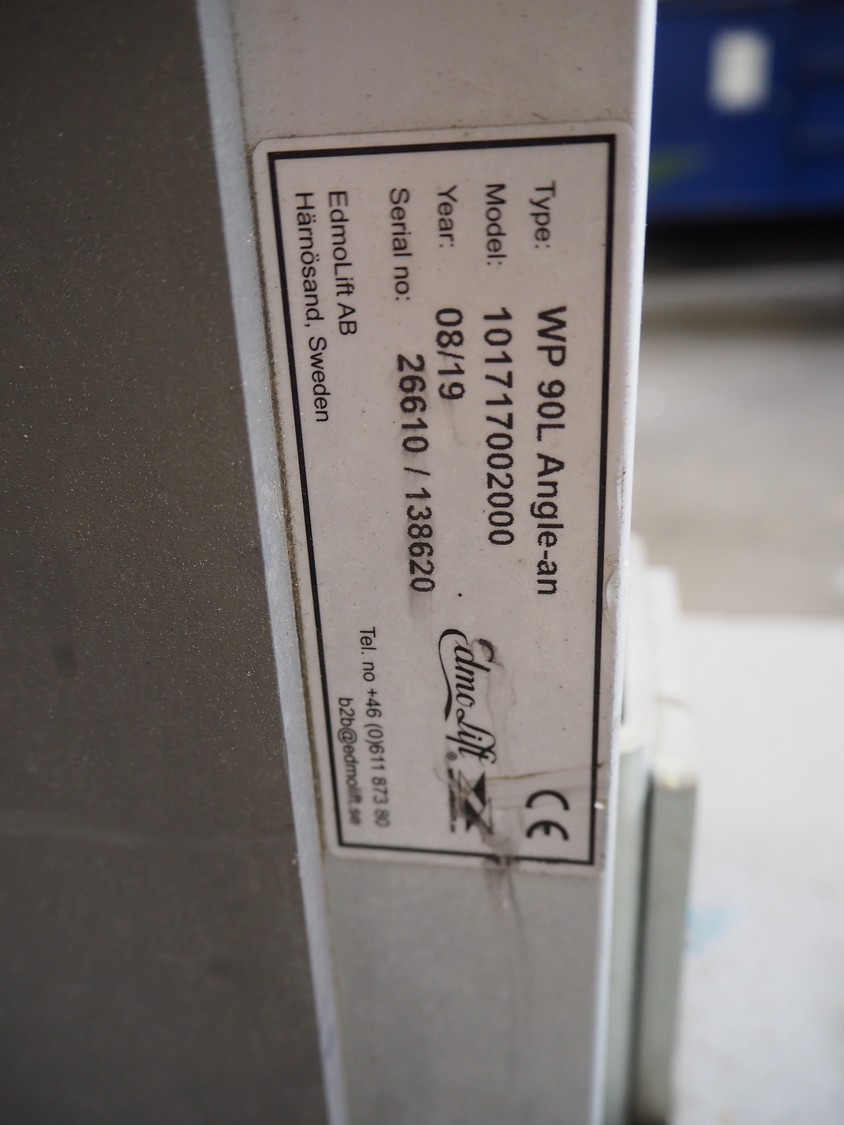 Type: WP 90L Angle-an
Model: 101717002000
Year: 08/19
Serial no: 26610 / 138620
EdmoLift AB
Härnösand, Sweden
CE
EdmoLift®
Tel. no +46 (0)611 873 80
b2b@edmolift.se